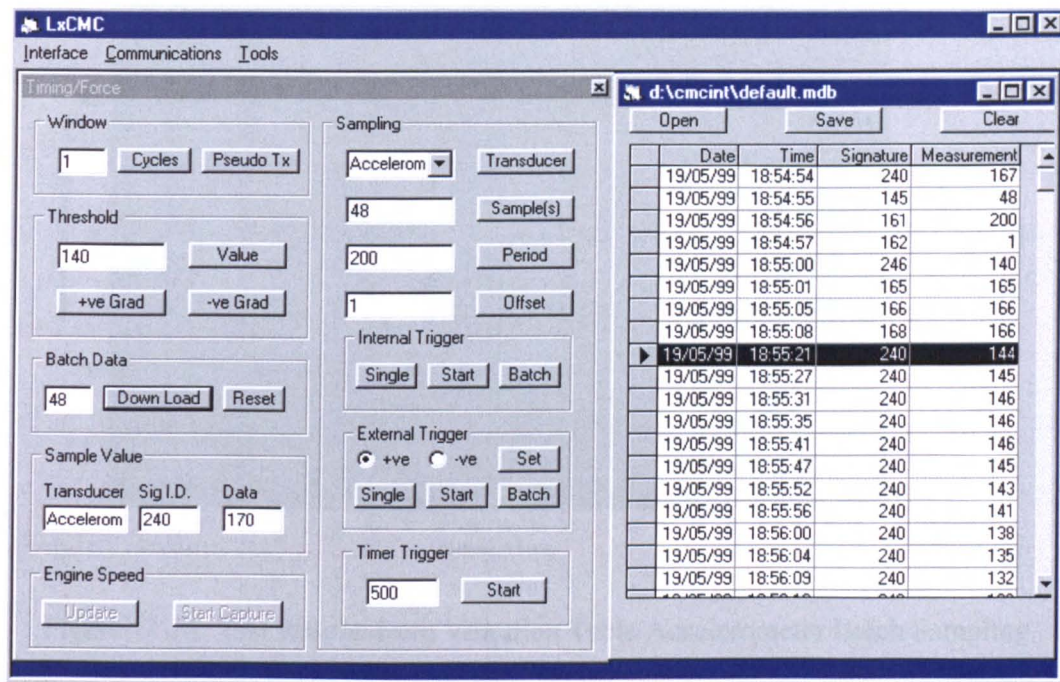 LxCMC
Interface Communications Tools
Timing/Force
Window
1 Cycles Pseudo Tx
Threshold
140 Value
+ve Grad -ve Grad
Batch Data
48 Down Load Reset
Sample Value
Transducer Sig I.D. Data
Accelerom 240 170
Engine Speed
Update Start Capture
Sampling
Accelerom Transducer
48 Sample(s)
200 Period
1 Offset
Internal Trigger
Single Start Batch
External Trigger
+ve -ve Set
Single Start Batch
Timer Trigger
500 Start
d:\cmcint\default.mdb
Open Save Clear
Date Time Signature Measurement
19/05/99 18:54:54 240 167
19/05/99 18:54:55 145 48
19/05/99 18:54:56 161 200
19/05/99 18:54:57 162 1
19/05/99 18:55:00 246 140
19/05/99 18:55:01 165 165
19/05/99 18:55:05 166 166
19/05/99 18:55:08 168 166
19/05/99 18:55:21 240 144
19/05/99 18:55:27 240 145
19/05/99 18:55:31 240 146
19/05/99 18:55:35 240 146
19/05/99 18:55:41 240 146
19/05/99 18:55:47 240 145
19/05/99 18:55:52 240 143
19/05/99 18:55:56 240 141
19/05/99 18:56:00 240 138
19/05/99 18:56:04 240 135
19/05/99 18:56:09 240 132